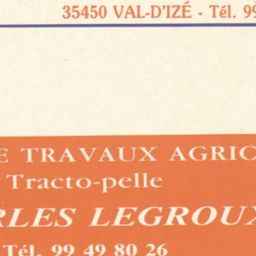 35450 VAL-D'IZÉ - Tél. 99
E TRAVAUX AGRIC
Tracto-pelle
RLES LEGROUX
Tél. 99 49 80 26